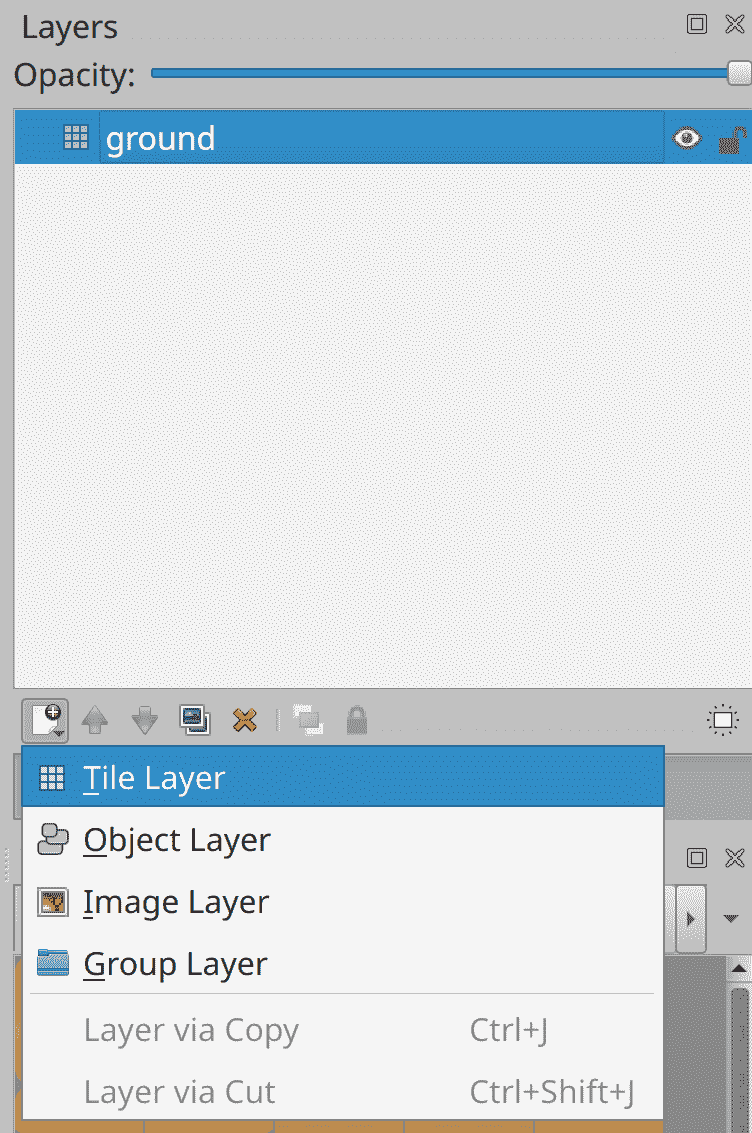 Layers
Opacity:
ground
Tile Layer
Object Layer
Image Layer
Group Layer
Layer via Copy Ctrl+J
Layer via Cut Ctrl+Shift+J